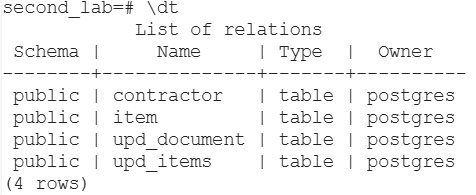 second_lab=# \dt
List of relations
Schema | Name | Type | Owner
--------+--------------+-------+----------
public | contractor | table | postgres
public | item | table | postgres
public | upd_document | table | postgres
public | upd_items | table | postgres
(4 rows)